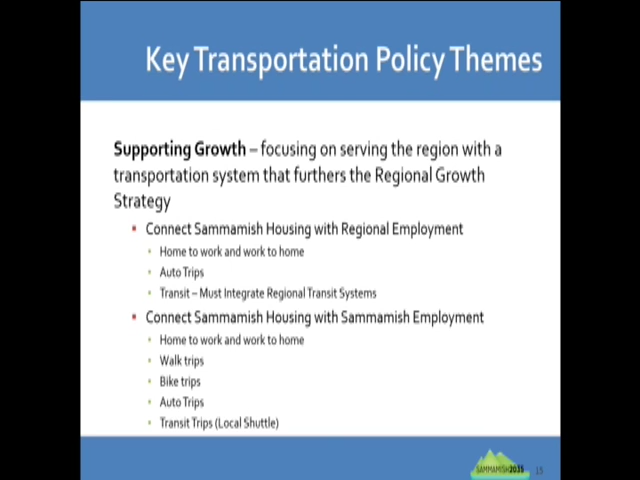 Key Transportation Policy Themes
Supporting Growth – focusing on serving the region with a
transportation system that furthers the Regional Growth
Strategy
Connect Sammamish Housing with Regional Employment
Home to work and work to home
Auto Trips
Transit – Must Integrate Regional Transit Systems
Connect Sammamish Housing with Sammamish Employment
Home to work and work to home
Walk trips
Bike trips
Auto Trips
Transit Trips (Local Shuttle)
SAMMAMISH2035 15